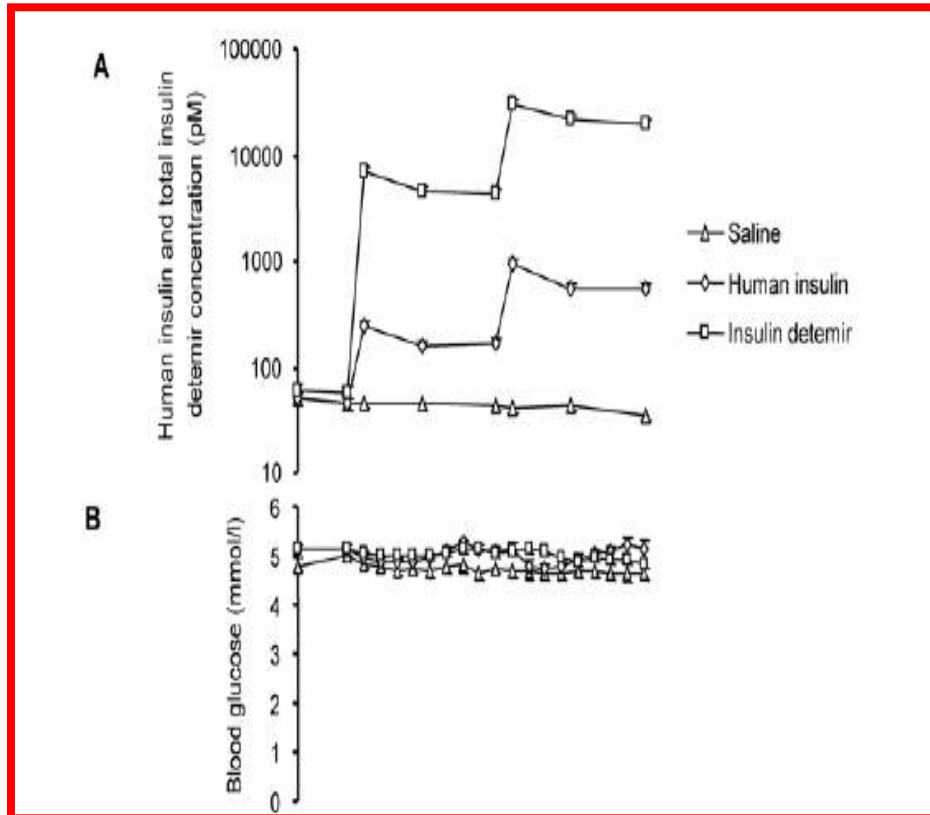 A
Human insulin and total insulin
detemir concentration (pM)
100000
10000
1000
100
10
Saline
Human insulin
Insulin detemir
B
Blood glucose (mmol/l)
6
5
4
3
2
1
0